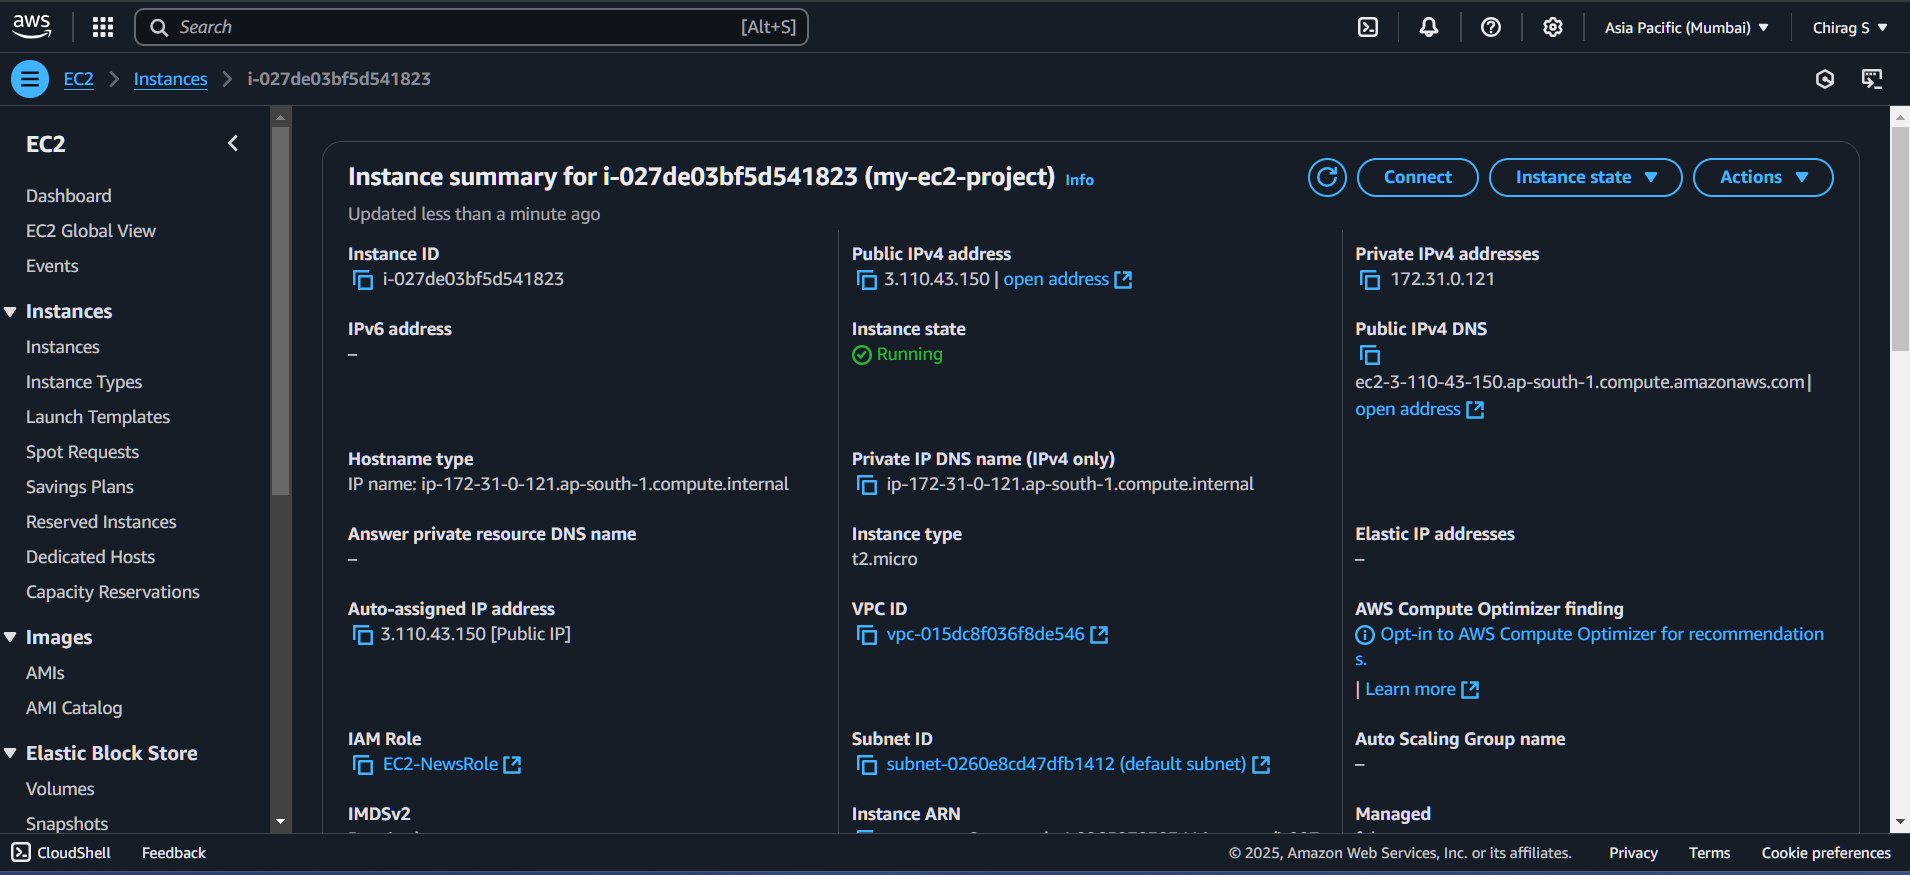 aws
Search [Alt+S]
Asia Pacific (Mumbai)
Chirag S
EC2 > Instances > i-027de03bf5d541823
EC2
Dashboard
EC2 Global View
Events
Instances
Instances
Instance Types
Launch Templates
Spot Requests
Savings Plans
Reserved Instances
Dedicated Hosts
Capacity Reservations
Images
AMIs
AMI Catalog
Elastic Block Store
Volumes
Snapshots
Instance summary for i-027de03bf5d541823 (my-ec2-project) Info
Connect
Instance state
Actions
Updated less than a minute ago
Instance ID
i-027de03bf5d541823
Public IPv4 address
3.110.43.150 | open address
Private IPv4 addresses
172.31.0.121
IPv6 address
–
Instance state
Running
Public IPv4 DNS
ec2-3-110-43-150.ap-south-1.compute.amazonaws.com |
open address
Hostname type
IP name: ip-172-31-0-121.ap-south-1.compute.internal
Private IP DNS name (IPv4 only)
ip-172-31-0-121.ap-south-1.compute.internal
Answer private resource DNS name
–
Instance type
t2.micro
Elastic IP addresses
–
Auto-assigned IP address
3.110.43.150 [Public IP]
VPC ID
vpc-015dc8f036f8de546
AWS Compute Optimizer finding
Opt-in to AWS Compute Optimizer for recommendation
s.
| Learn more
IAM Role
EC2-NewsRole
Subnet ID
subnet-0260e8cd47dfb1412 (default subnet)
Auto Scaling Group name
–
IMDSv2
Instance ARN
Managed
CloudShell
Feedback
© 2025, Amazon Web Services, Inc. or its affiliates.
Privacy
Terms
Cookie preferences